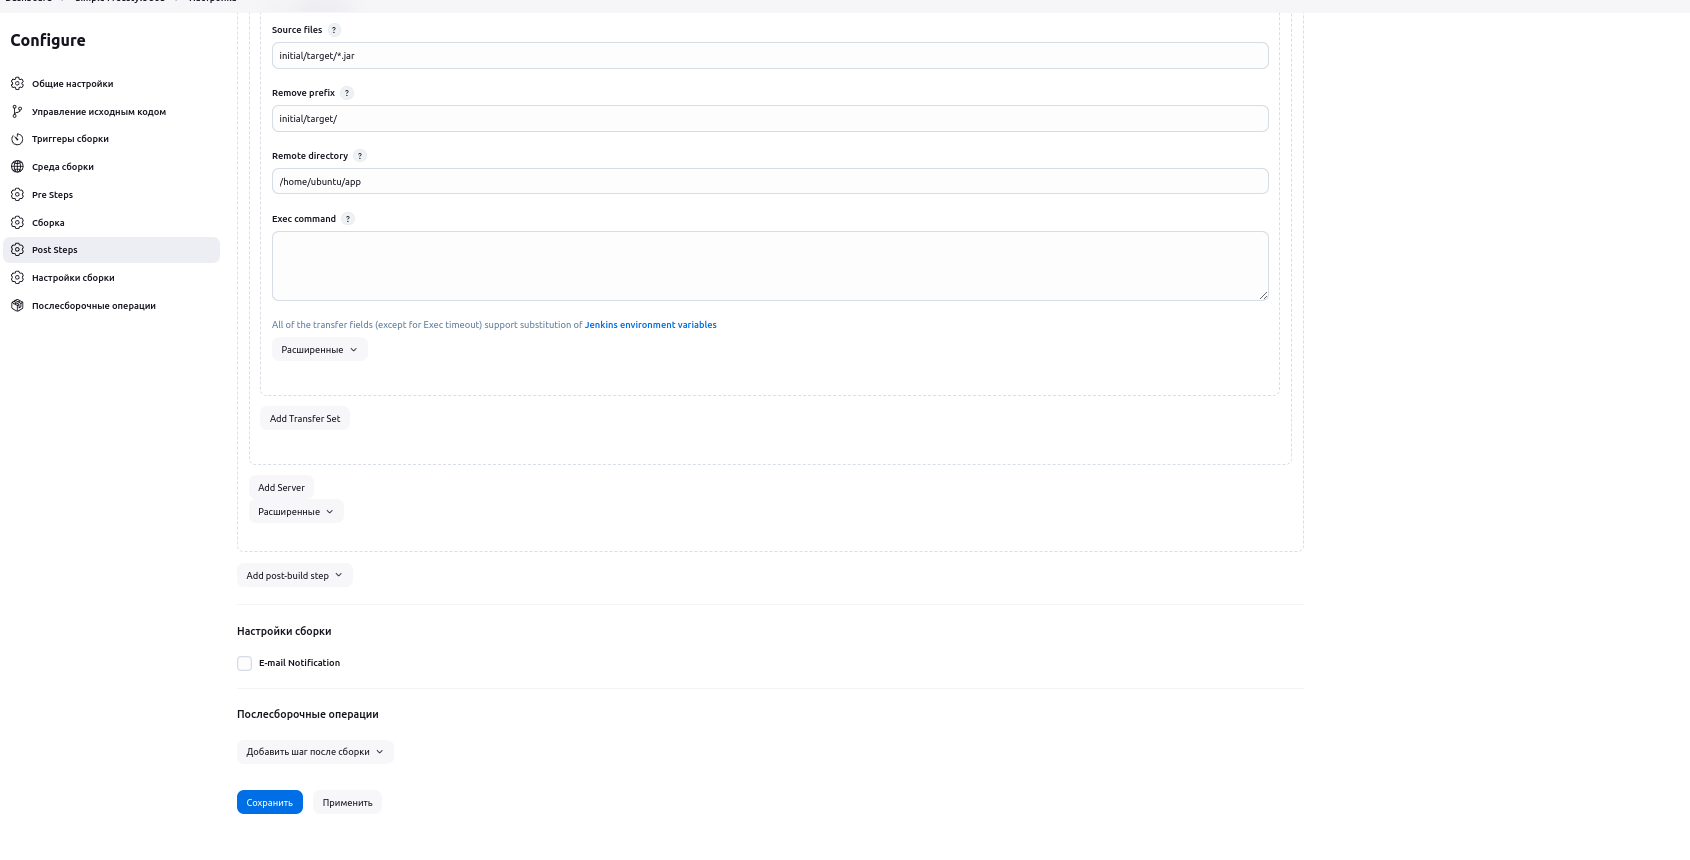 Configure
Общие настройки
Управление исходным кодом
Триггеры сборки
Среда сборки
Pre Steps
Сборка
Post Steps
Настройки сборки
Послесборочные операции
Source files ?
initial/target/*.jar
Remove prefix ?
initial/target/
Remote directory ?
/home/ubuntu/app
Exec command ?
All of the transfer fields (except for Exec timeout) support substitution of Jenkins environment variables
Расширенные
Add Transfer Set
Add Server
Расширенные
Add post-build step
Настройки сборки
E-mail Notification
Послесборочные операции
Добавить шаг после сборки
Сохранить
Применить